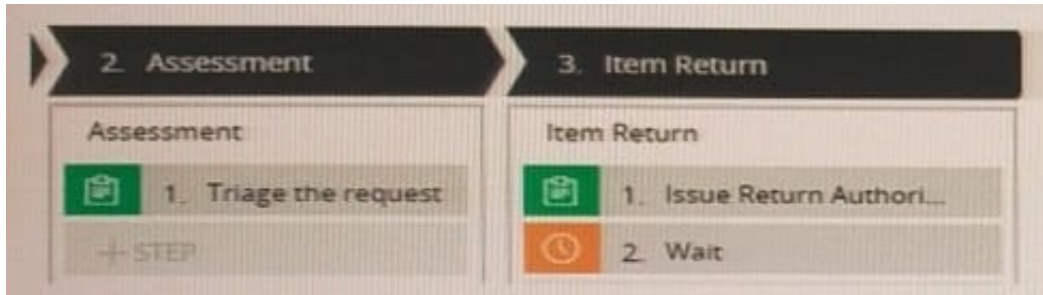 2. Assessment
3. Item Return
Assessment
1. Triage the request
+ STEP
Item Return
1. Issue Return Authori...
2. Wait